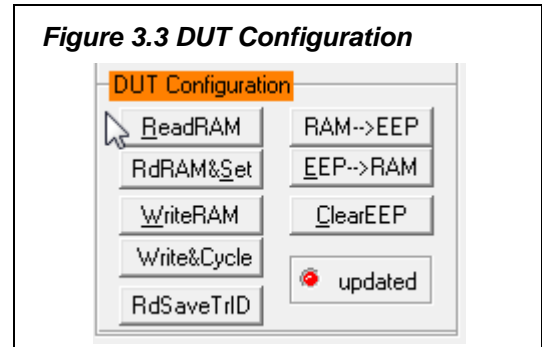 Figure 3.3 DUT Configuration
DUT Configuration
ReadRAM
RAM-->EEP
RdRAM&Set
EEP-->RAM
WriteRAM
ClearEEP
Write&Cycle
updated
RdSaveTrID